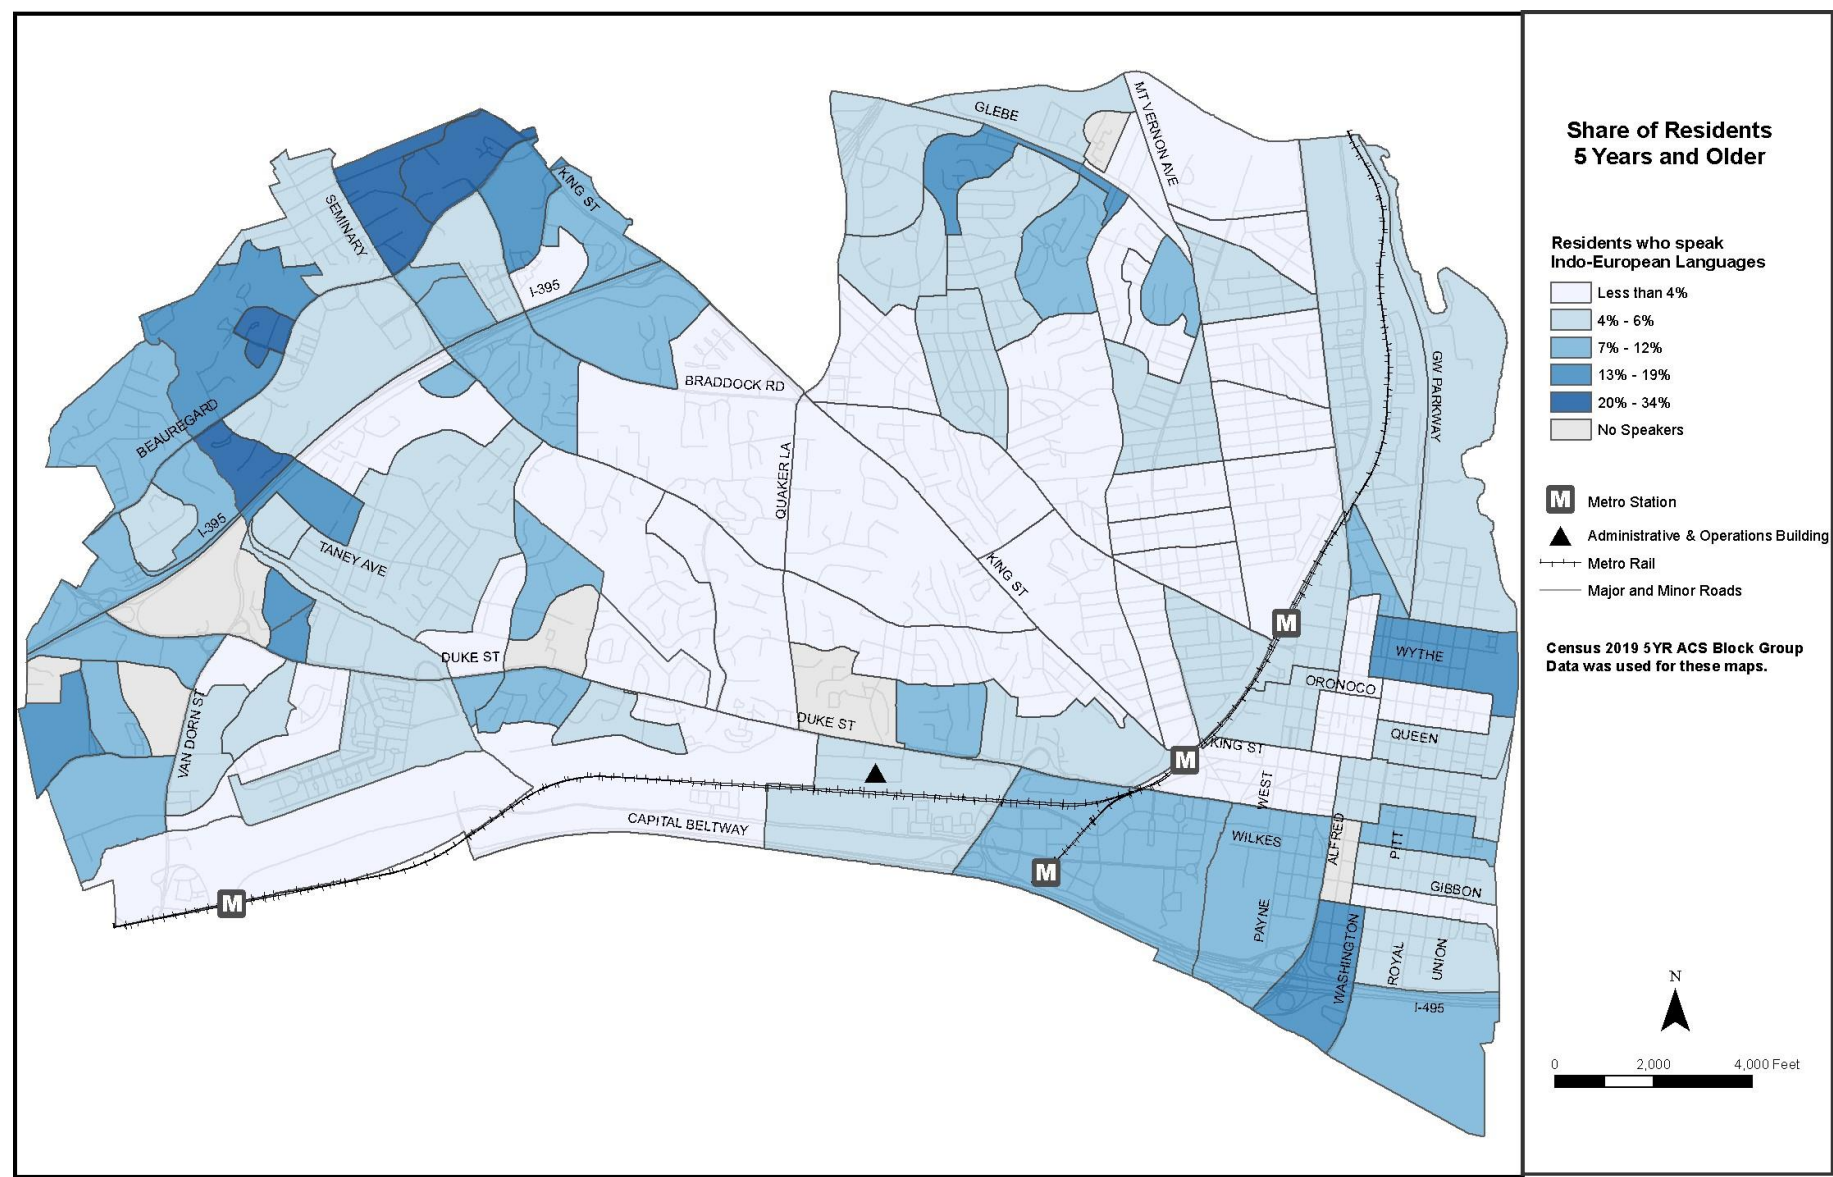 GLEBE
MT VERNON AVE
KING ST
SEMINARY
I-395
BRADDOCK RD
GW PARKWAY
BEAUREGARD
QUAKER LA
I-395
TANEY AVE
KING ST
DUKE ST
M
WYTHE
ORONOCO
VAN DORN ST
DUKE ST
QUEEN
KING ST
M
WEST
CAPITAL BELTWAY
WILKES
ALFRED
PITT
M
GIBBON
M
PAYNE
WASHINGTON
ROYAL
UNION
I-495
Share of Residents
5 Years and Older
Residents who speak
Indo-European Languages
Less than 4%
4% - 6%
7% - 12%
13% - 19%
20% - 34%
No Speakers
M Metro Station
Administrative & Operations Building
Metro Rail
Major and Minor Roads
Census 2019 5YR ACS Block Group
Data was used for these maps.
N
0 2,000 4,000 Feet